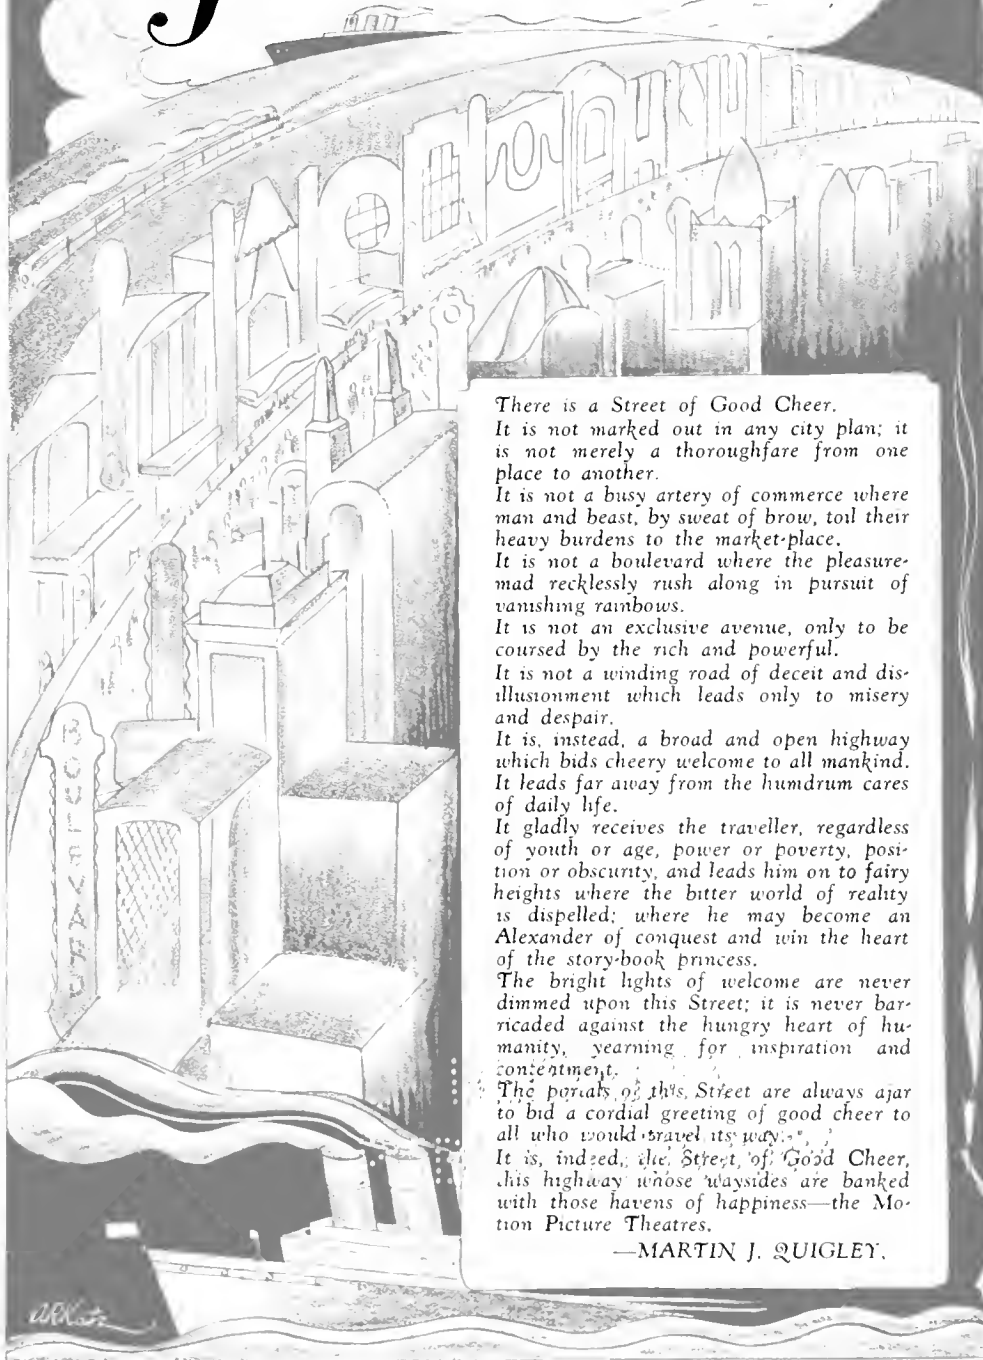 There is a Street of Good Cheer.
It is not marked out in any city plan; it
is not merely a thoroughfare from one
place to another.
It is not a busy artery of commerce where
man and beast, by sweat of brow, toil their
heavy burdens to the market-place.
It is not a boulevard where the pleasure-
mad recklessly rush along in pursuit of
vanishing rainbows.
It is not an exclusive avenue, only to be
coursed by the rich and powerful.
It is not a winding road of deceit and dis-
illusionment which leads only to misery
and despair.
It is, instead, a broad and open highway
which bids cheery welcome to all mankind.
It leads far away from the humdrum cares
of daily life.
It gladly receives the traveller, regardless
of youth or age, power or poverty, posi-
tion or obscurity, and leads him on to fairy
heights where the bitter world of reality
is dispelled; where he may become an
Alexander of conquest and win the heart
of the story-book princess.
The bright lights of welcome are never
dimmed upon this Street; it is never bar-
ricaded against the hungry heart of hu-
manity, yearning for inspiration and
contentment.
The portals of this Street are always ajar
to bid a cordial greeting of good cheer to
all who would travel its way.
It is, indeed, the Street of Good Cheer,
this highway whose waysides are banked
with those havens of happiness—the Mo-
tion Picture Theatres.
—MARTIN J. QUIGLEY.